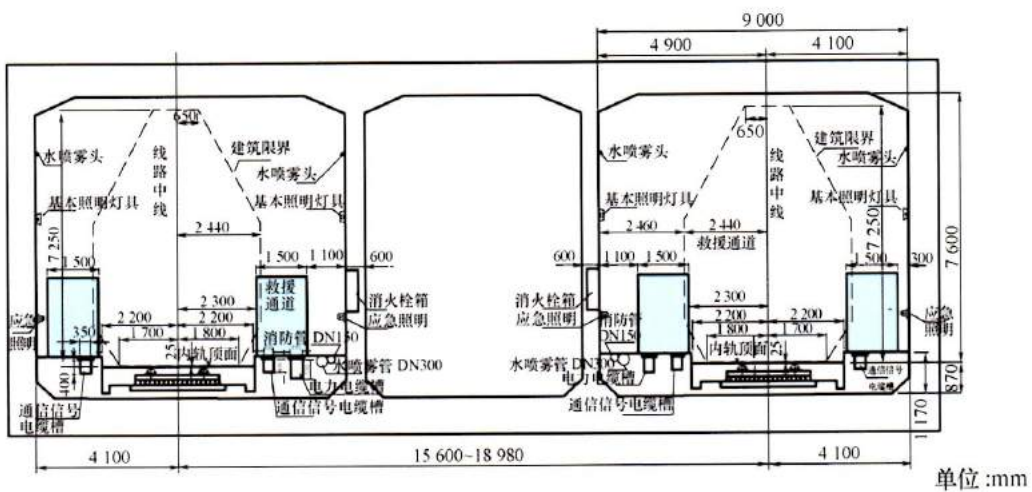 9 000
4 900
4 100
650
水喷雾头
线路中线
建筑限界
水喷雾头
基本照明灯具
基本照明灯具
7 250
2 440
1 500
1 500
1 100
600
救援通道
2 300
应急照明
2 200
2 200
350
1 700
1 800
消防管
DN150
25
内轨顶面
400
消火栓箱
应急照明
水喷雾管 DN300
电力电缆槽
通信信号电缆槽
通信信号电缆槽
650
水喷雾头
线路中线
建筑限界
水喷雾头
基本照明灯具
基本照明灯具
2 460
2 440
救援通道
7 250
7 600
600
1 100
1 500
1 500
300
消火栓箱
应急照明
2 300
2 200
2 200
消防管
DN150
1 800
1 700
应急照明
内轨顶面
25
电力电缆槽
通信信号电缆槽
通信信号电缆槽
870
1 170
4 100
15 600~18 980
4 100
单位:mm